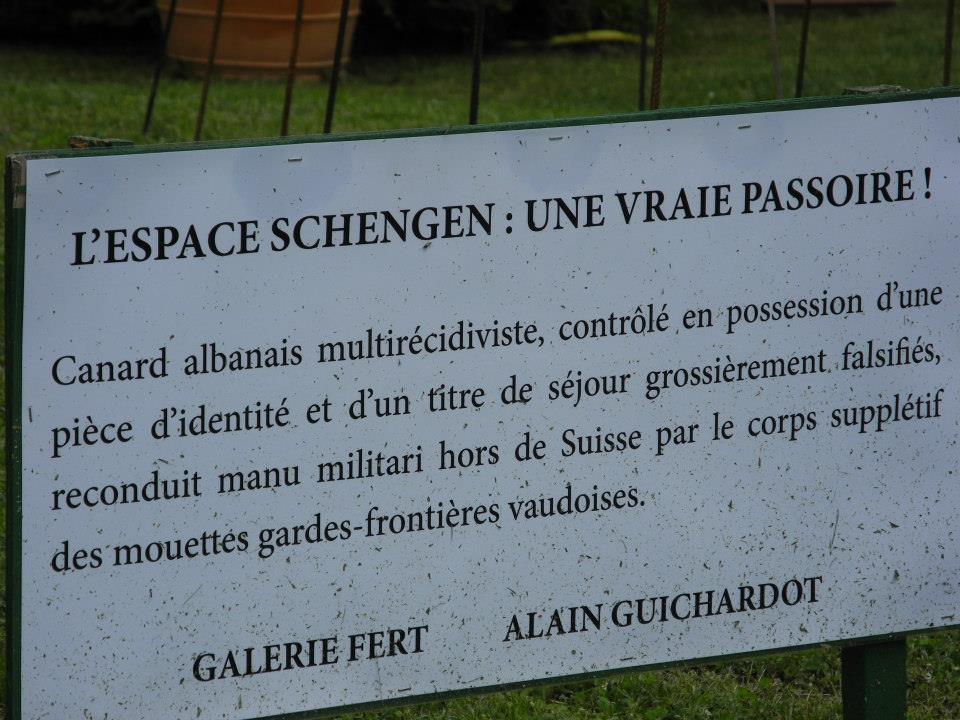 L'ESPACE SCHENGEN : UNE VRAIE PASSOIRE !
Canard albanais multirécidiviste, contrôlé en possession d'une
pièce d'identité et d'un titre de séjour grossièrement falsifiés,
reconduit manu militari hors de Suisse par le corps supplétif
des mouettes gardes-frontières vaudoises.
GALERIE FERT ALAIN GUICHARDOT